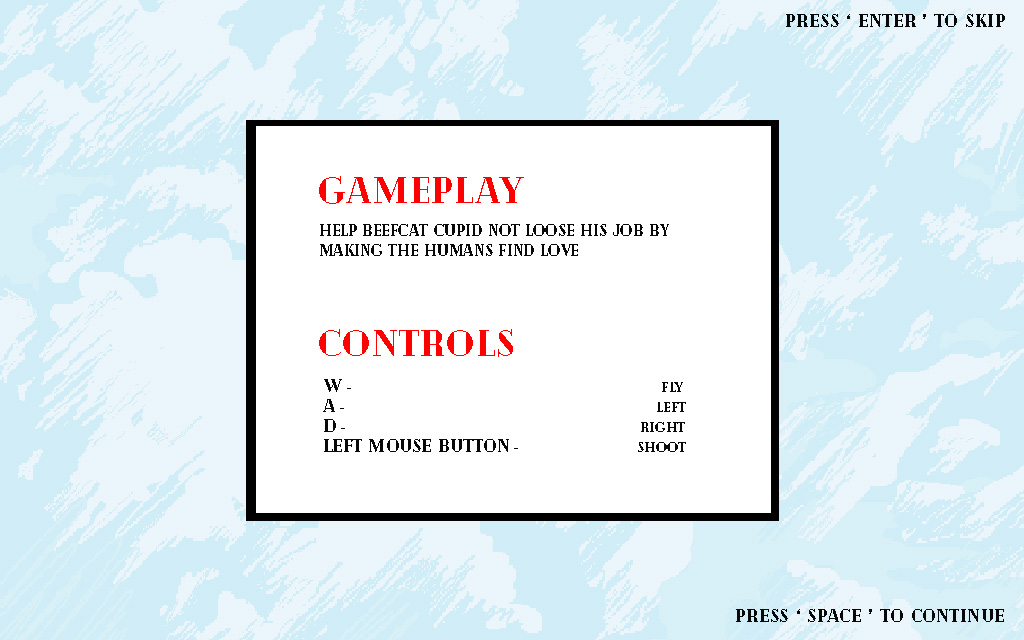 PRESS ‘ ENTER ’ TO SKIP
GAMEPLAY
HELP BEEFCAT CUPID NOT LOOSE HIS JOB BY
MAKING THE HUMANS FIND LOVE
CONTROLS
W - FLY
A - LEFT
D - RIGHT
LEFT MOUSE BUTTON - SHOOT
PRESS ‘ SPACE ’ TO CONTINUE